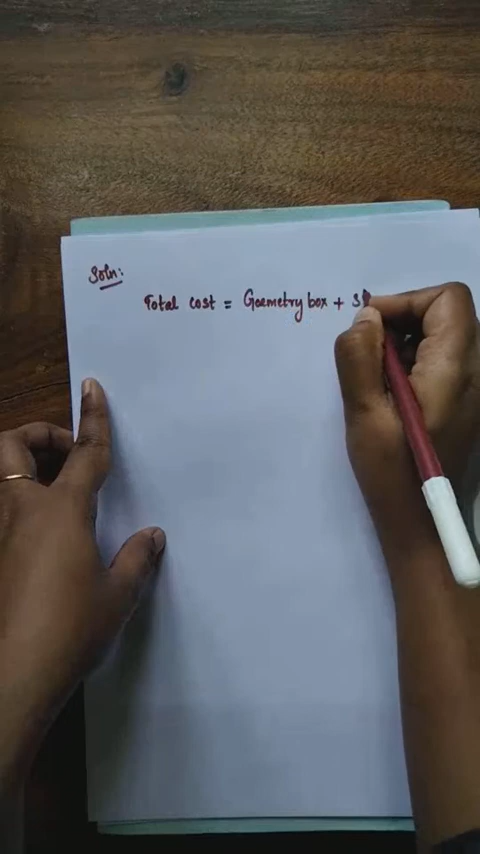 Soln:
Total cost = Geometry box +